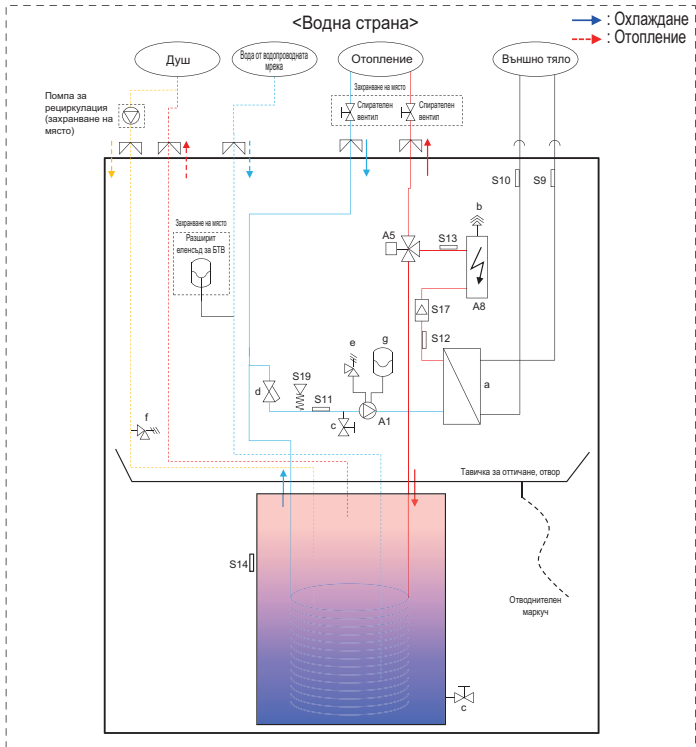 <Водна страна>
: Охлаждане
: Отопление
Душ
Вода от водопроводната
мрежа
Отопление
Външно тяло
Помпа за
рециркулация
(захранване на
място)
Захранване на място
Спирателен
вентил
Спирателен
вентил
S10
S9
b
A5
S13
Захранване на място
Разширит
еленсъд за БТВ
S17
A8
S12
e
g
S19
d
S11
a
c
A1
f
Тавичка за оттичане, отвор
S14
Отводнителен
маркуч
c